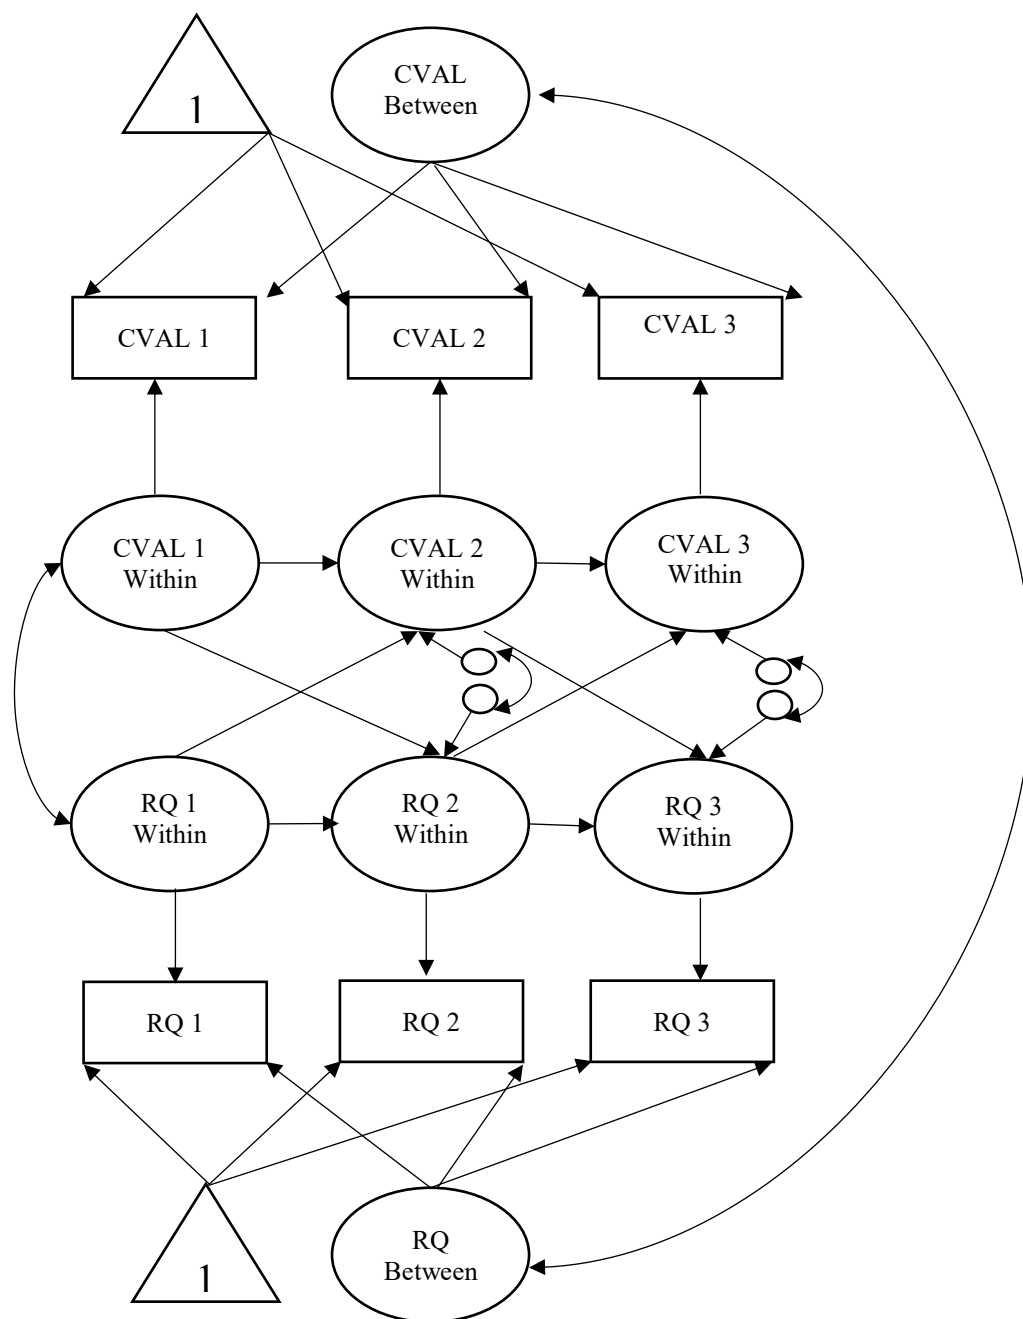 1
CVAL
Between
CVAL 1
CVAL 2
CVAL 3
CVAL 1
Within
CVAL 2
Within
CVAL 3
Within
RQ 1
Within
RQ 2
Within
RQ 3
Within
RQ 1
RQ 2
RQ 3
1
RQ
Between